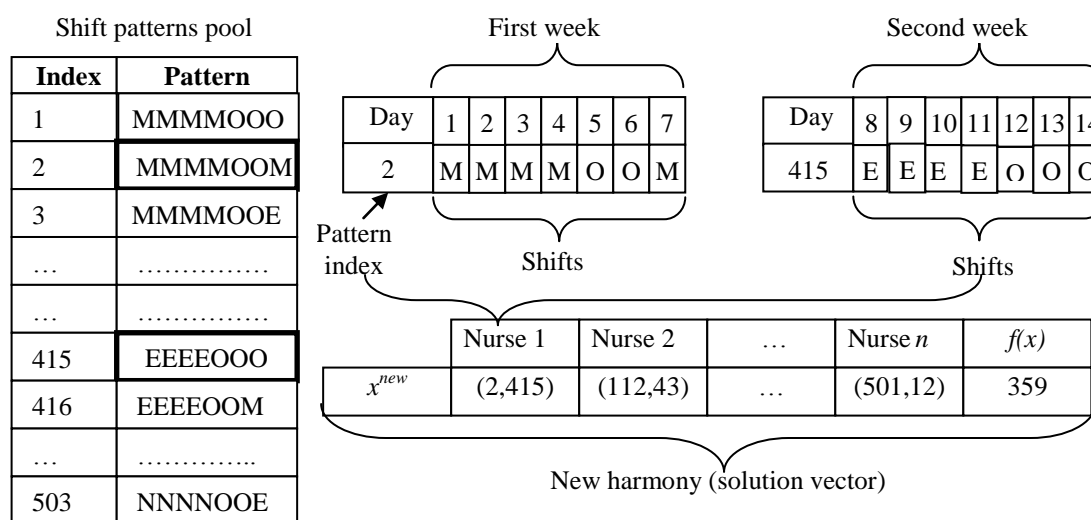 Shift patterns pool
Index Pattern
1 MMMMOOO
2 MMMMOOM
3 MMMMOOE
… ……………
… ……………
415 EEEEOOO
416 EEEEOOM
… …………..
503 NNNNOOE
First week
Day 1 2 3 4 5 6 7
2 M M M M O O M
Pattern
index
Shifts
Second week
Day 8 9 10 11 12 13 14
415 E E E E O O O
Shifts
Nurse 1 Nurse 2 … Nurse n f(x)
x^new (2,415) (112,43) … (501,12) 359
New harmony (solution vector)